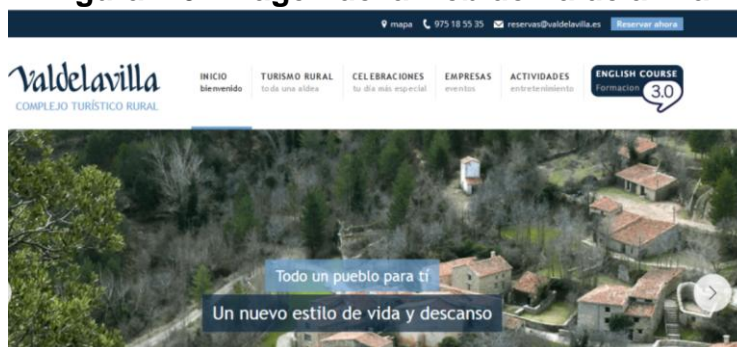 mapa 975 18 55 35 reservas@valdelavilla.es Reservar ahora
Valdelavilla
COMPLEJO TURÍSTICO RURAL
INICIO
bienvenido
TURISMO RURAL
toda una aldea
CELEBRACIONES
tu día más especial
EMPRESAS
eventos
ACTIVIDADES
entretenimiento
ENGLISH COURSE
Formacion 3.0
Todo un pueblo para tí
Un nuevo estilo de vida y descanso